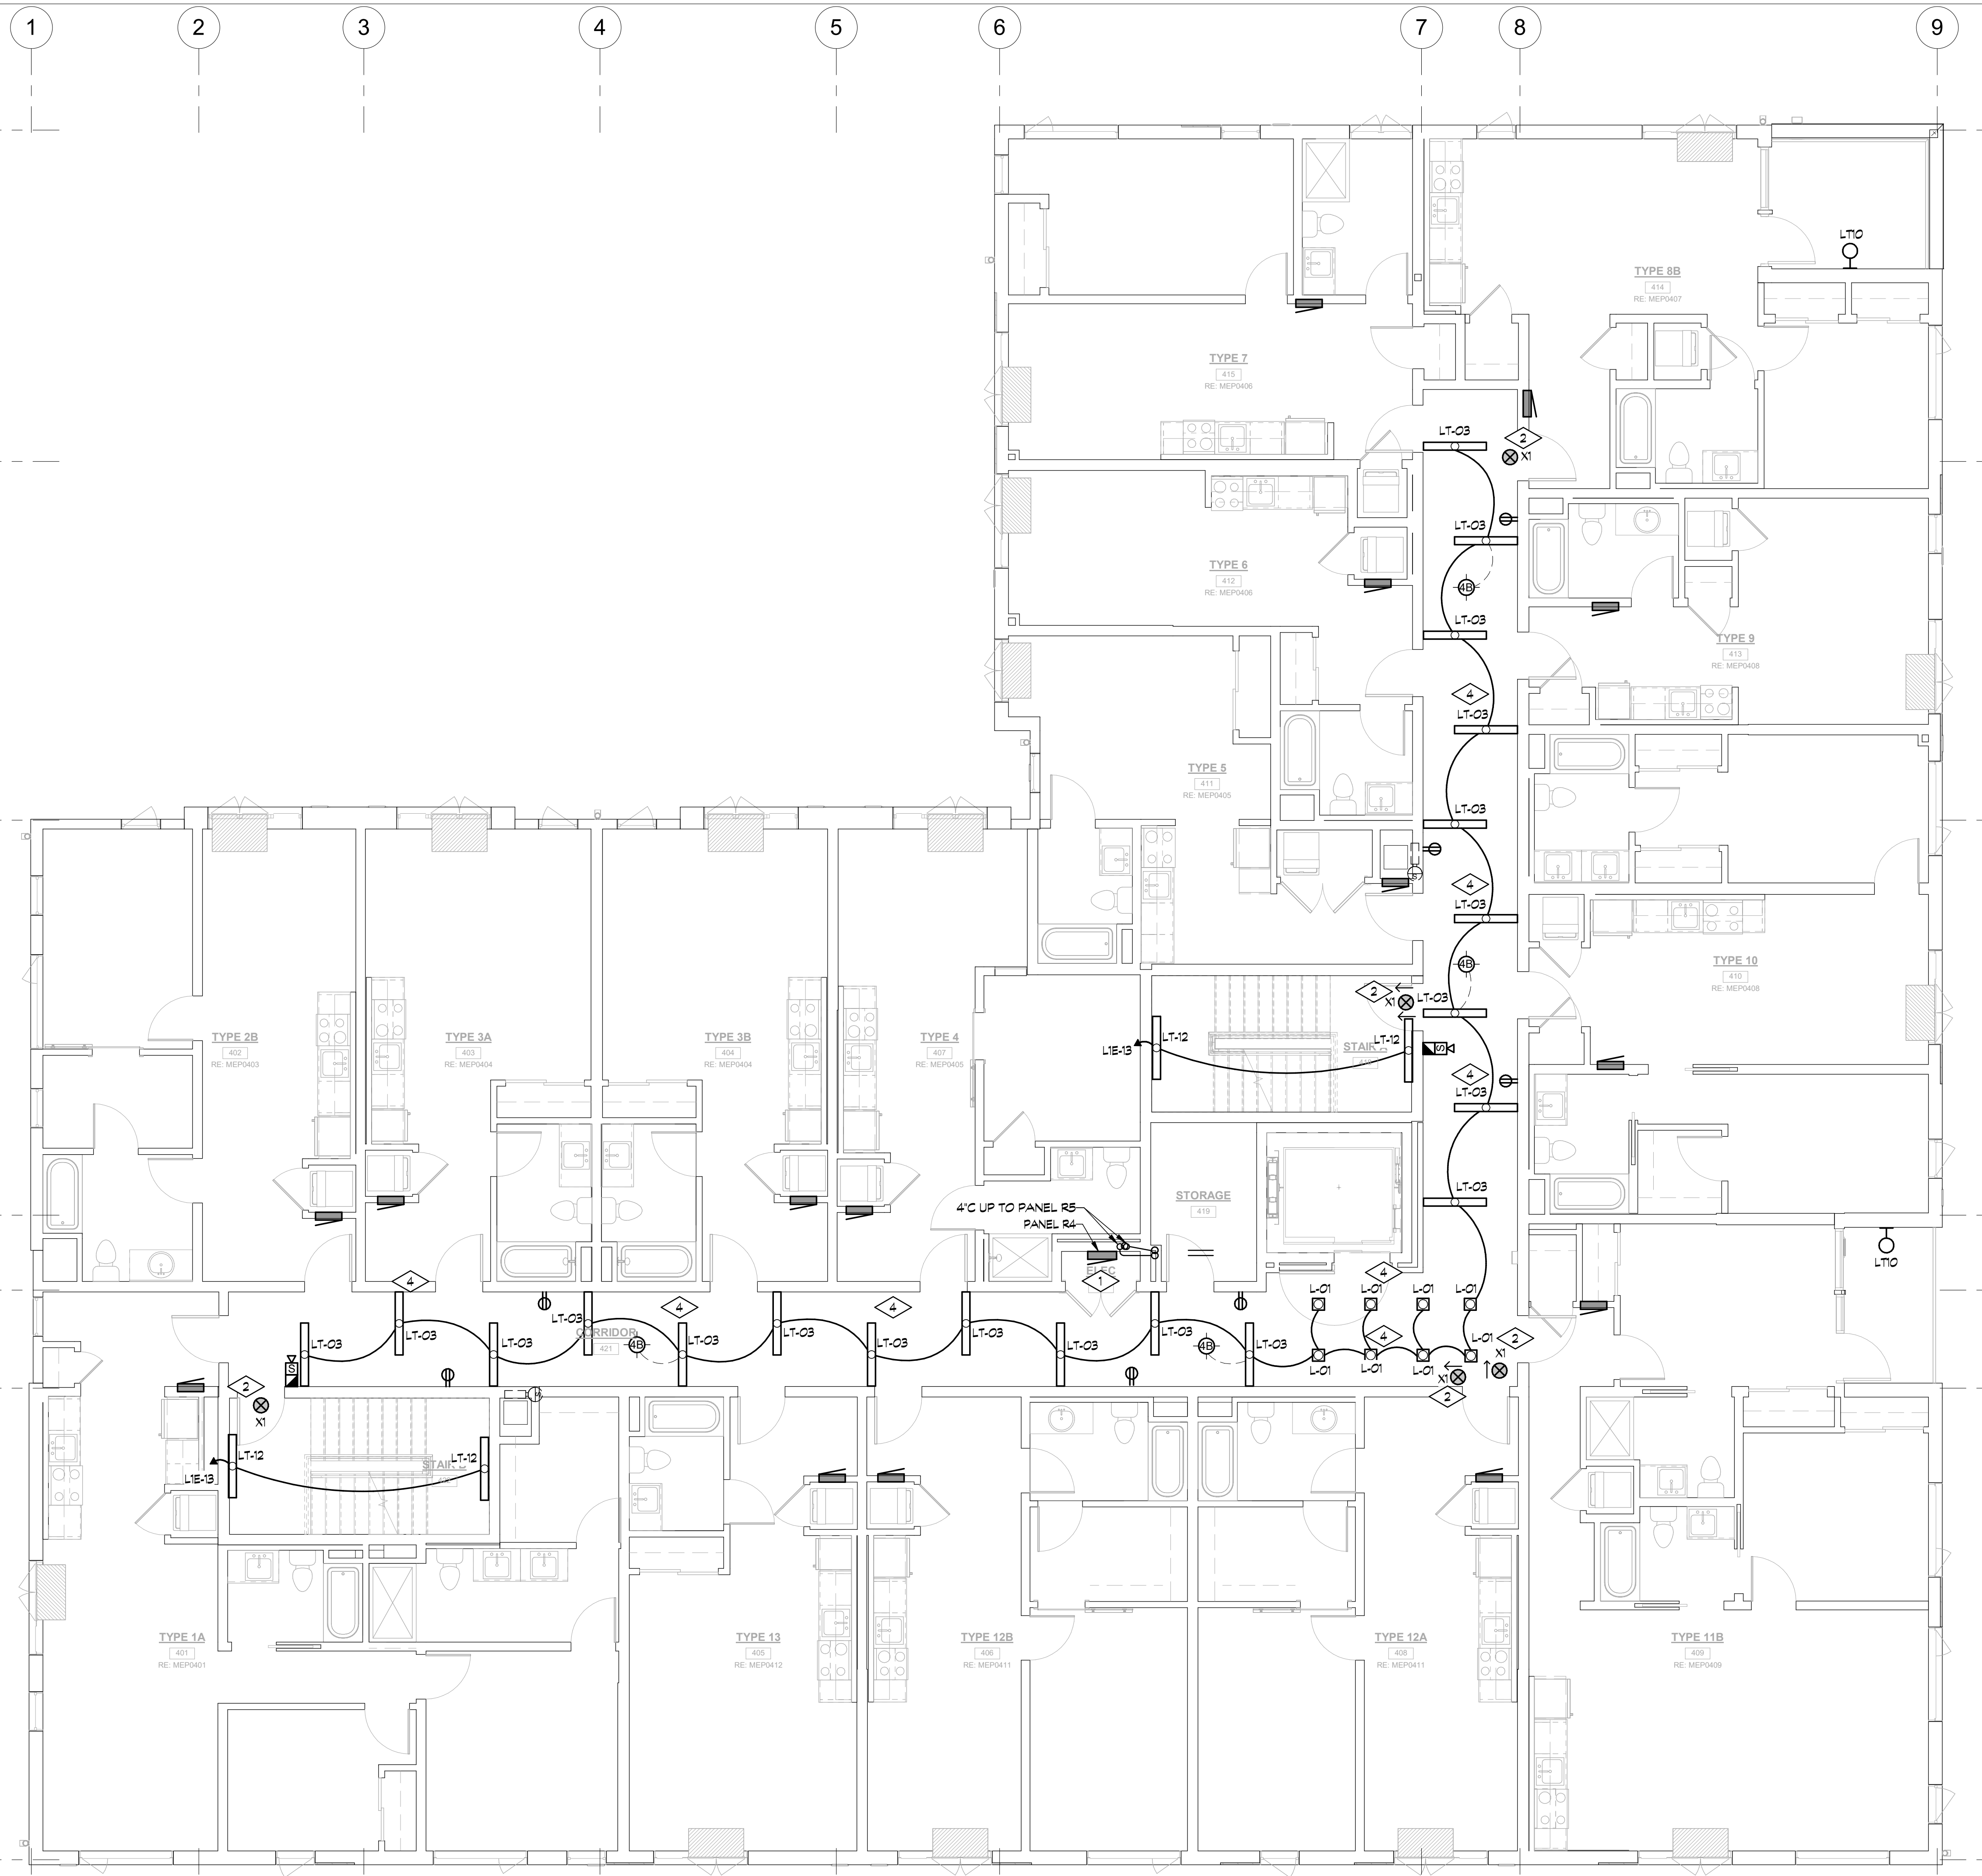 1 2 3 4 5 6 7 8 9
LT10
TYPE 8B
414
RE: MEP0407
TYPE 7
415
RE: MEP0406
LT-03
2
X1
LT-03
TYPE 6
412
RE: MEP0406
4B
LT-03
TYPE 9
413
RE: MEP0408
4
LT-03
TYPE 5
411
RE: MEP0405
LT-03
S
4
LT-03
4B
TYPE 10
410
RE: MEP0408
2
X1
LT-03
TYPE 2B
402
RE: MEP0403
TYPE 3A
403
RE: MEP0404
TYPE 3B
404
RE: MEP0404
TYPE 4
407
RE: MEP0405
LT-12
L1E-13
LT-12
STAIR
S
4
LT-03
STORAGE
419
LT-03
4"C UP TO PANEL R5
PANEL R4
ELEC
1
LT10
4
4
4
4
L-01
L-01
L-01
L-01
LT-03
LT-03
LT-03
LT-03
LT-03
LT-03
LT-03
LT-03
LT-03
LT-03
LT-03
CORRIDOR
421
4B
4B
4
L-01
L-01
L-01
L-01
2
X1
X1
2
S
2
X1
S
LT-12
L1E-13
LT-12
STAIR
TYPE 1A
401
RE: MEP0401
TYPE 13
405
RE: MEP0412
TYPE 12B
406
RE: MEP0411
TYPE 12A
408
RE: MEP0411
TYPE 11B
409
RE: MEP0409